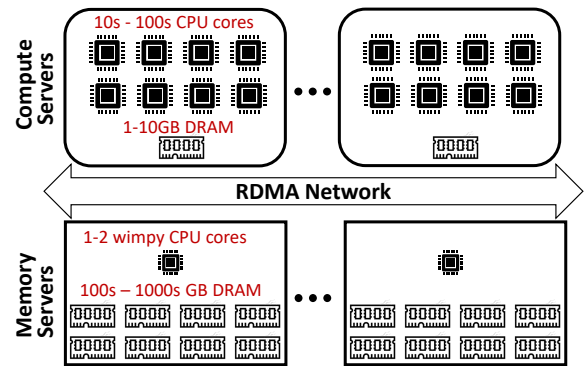 Compute
Servers
10s - 100s CPU cores
1-10GB DRAM
RDMA Network
Memory
Servers
1-2 wimpy CPU cores
100s – 1000s GB DRAM